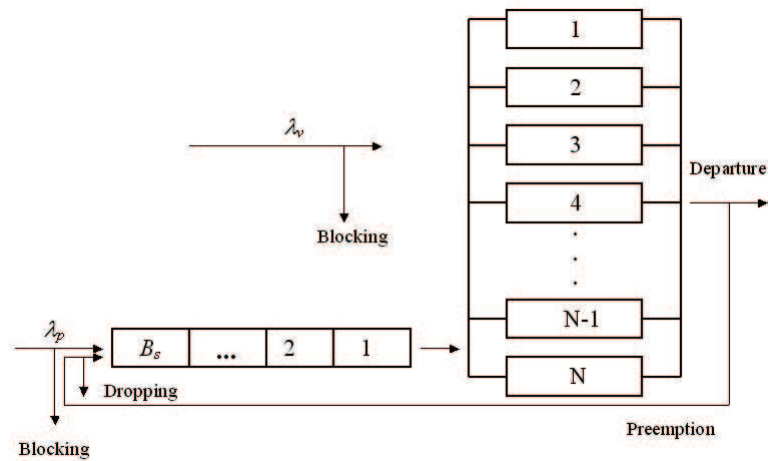 1
2
3
4
.
.
.
N-1
N
λv
Blocking
Departure
λp
Bs ... 2 1
Dropping
Blocking
Preemption